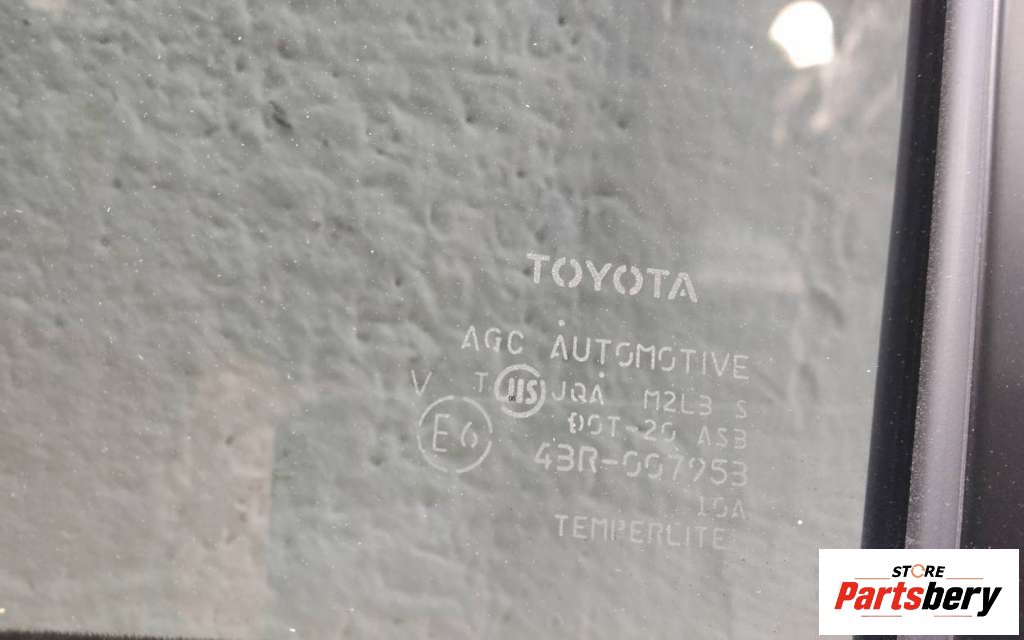 TOYOTA
AGC AUTOMOTIVE
V T JIS JQA M2L3 S
E6 DOT-20 AS3
43R-007953
10A
TEMPERLITE
STORE
Partsbery